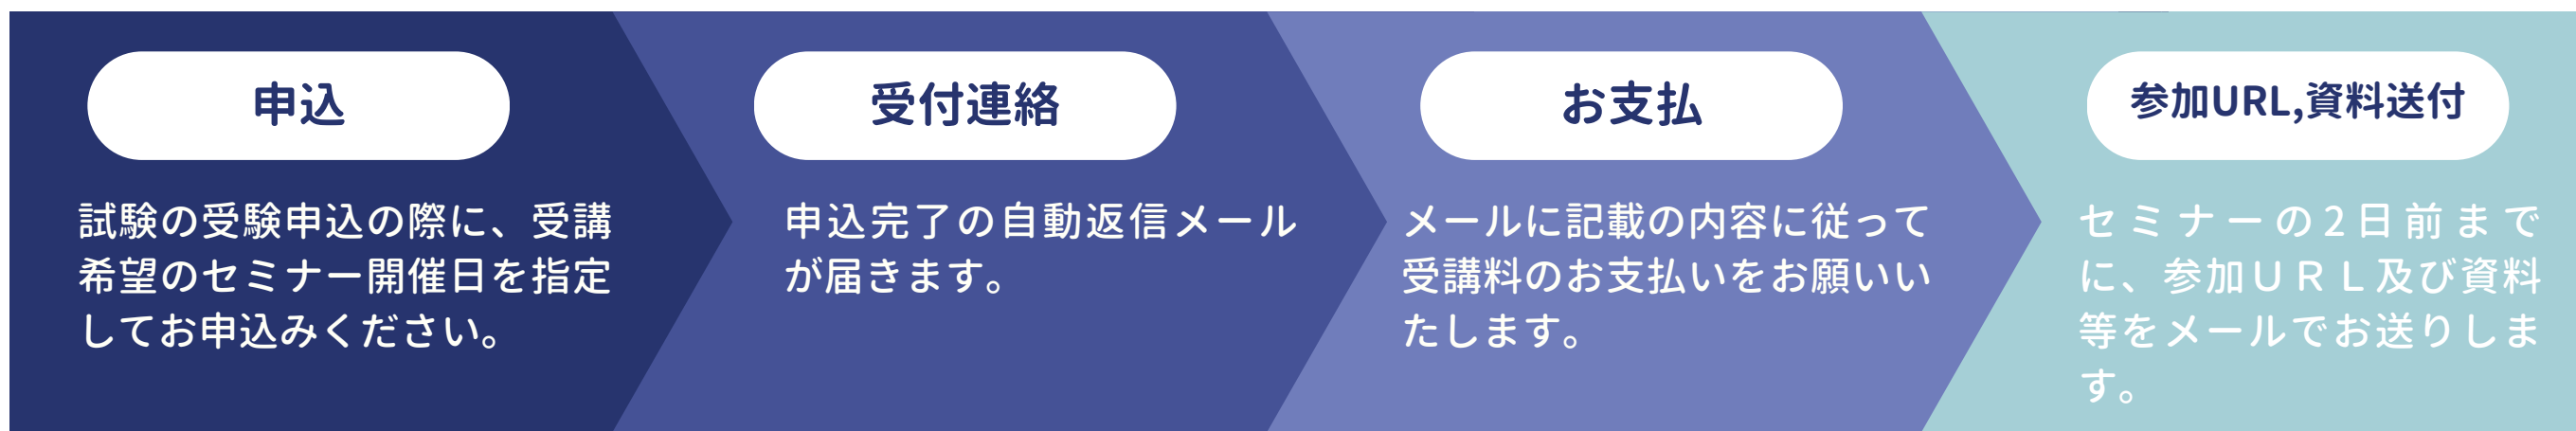 申込
試験の受験申込の際に、受講
希望のセミナー開催日を指定
してお申込みください。
受付連絡
申込完了の自動返信メール
が届きます。
お支払
メールに記載の内容に従って
受講料のお支払いをお願いい
たします。
参加URL,資料送付
セミナーの2日前まで
に、参加ＵＲＬ及び資料
等をメールでお送りしま
す。